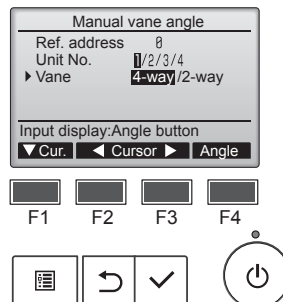 Manual vane angle
Ref. address 0
Unit No. 1/2/3/4
Vane 4-way/2-way
Input display:Angle button
▼ Cur. ◀ Cursor ▶ Angle
F1 F2 F3 F4